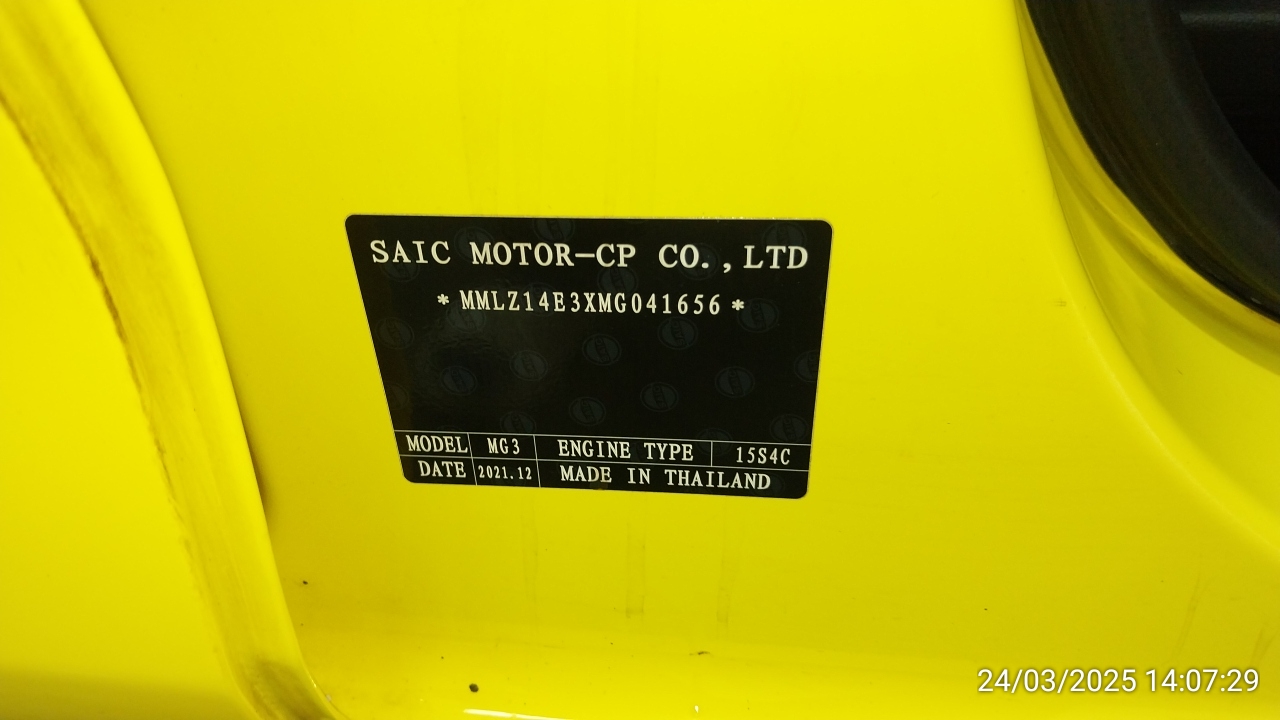 SAIC MOTOR-CP CO.,LTD
* MMLZ14E3XMG041656 *
MODEL MG3 ENGINE TYPE 15S4C
DATE 2021.12 MADE IN THAILAND
24/03/2025 14:07:29